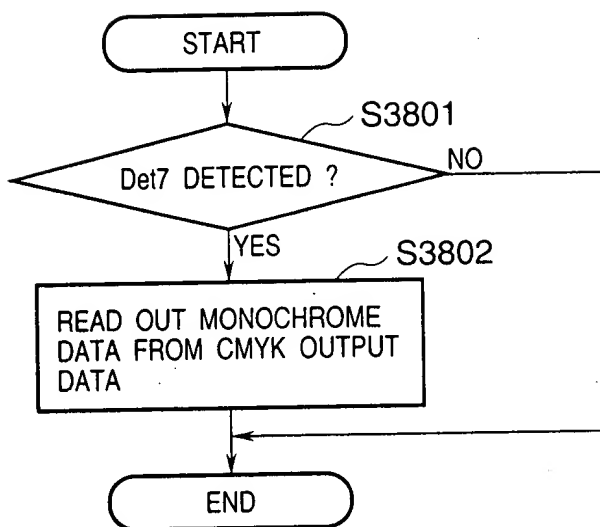 START
S3801
Det7 DETECTED ?
NO
YES
S3802
READ OUT MONOCHROME
DATA FROM CMYK OUTPUT
DATA
END